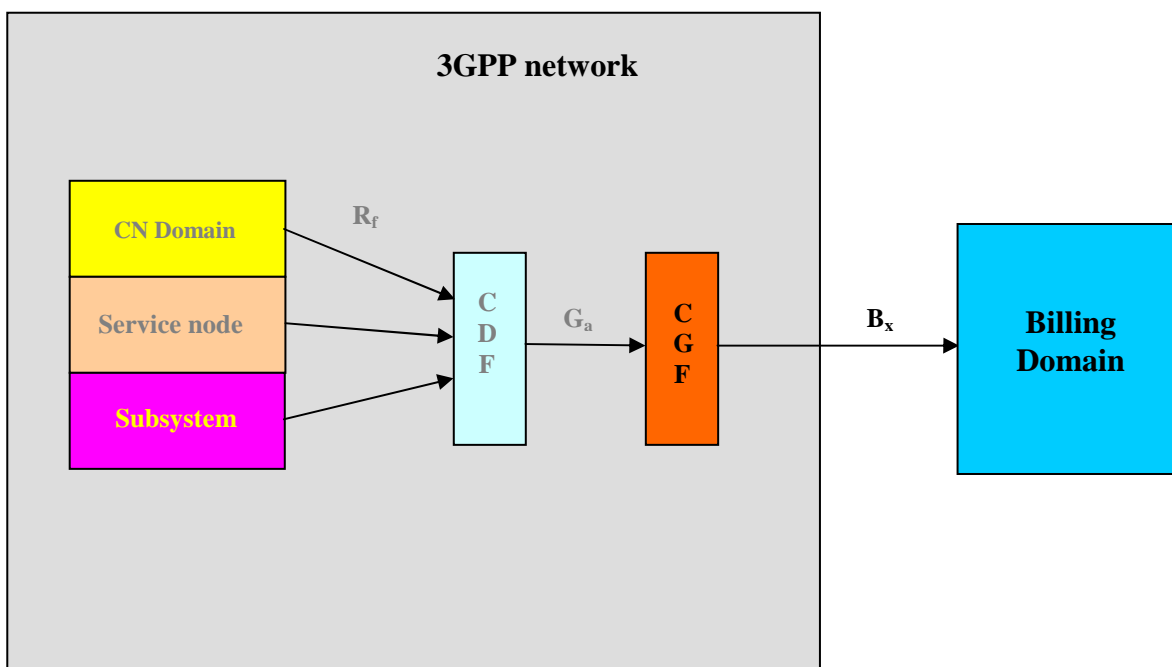 3GPP network
CN Domain
Service node
Subsystem
Rf
C
D
F
Ga
C
G
F
Bx
Billing
Domain